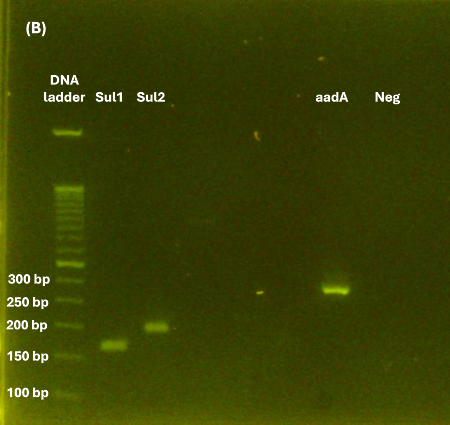 (B)
DNA
ladder Sul1 Sul2 aadA Neg
300 bp
250 bp
200 bp
150 bp
100 bp